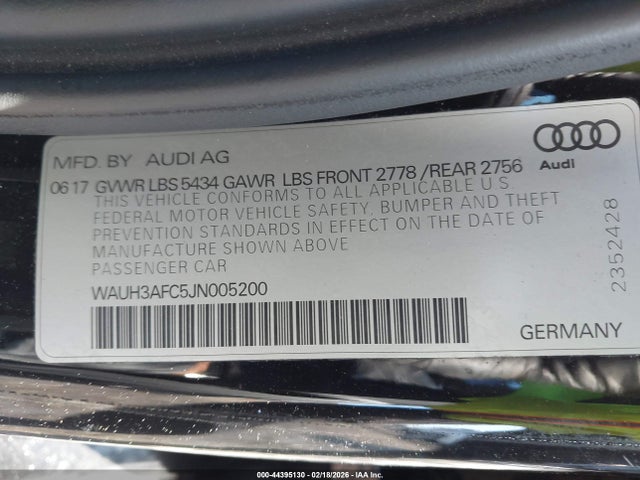 MFD. BY AUDI AG
Audi
06 17 GVWR LBS 5434 GAWR LBS FRONT 2778 /REAR 2756
THIS VEHICLE CONFORMS TO ALL APPLICABLE U.S.
FEDERAL MOTOR VEHICLE SAFETY, BUMPER AND THEFT
PREVENTION STANDARDS IN EFFECT ON THE DATE OF
MANUFACTURE SHOWN ABOVE
PASSENGER CAR
WAUH3AFC5JN005200
2352428
GERMANY
000-44395130 - 02/18/2026 - COPART